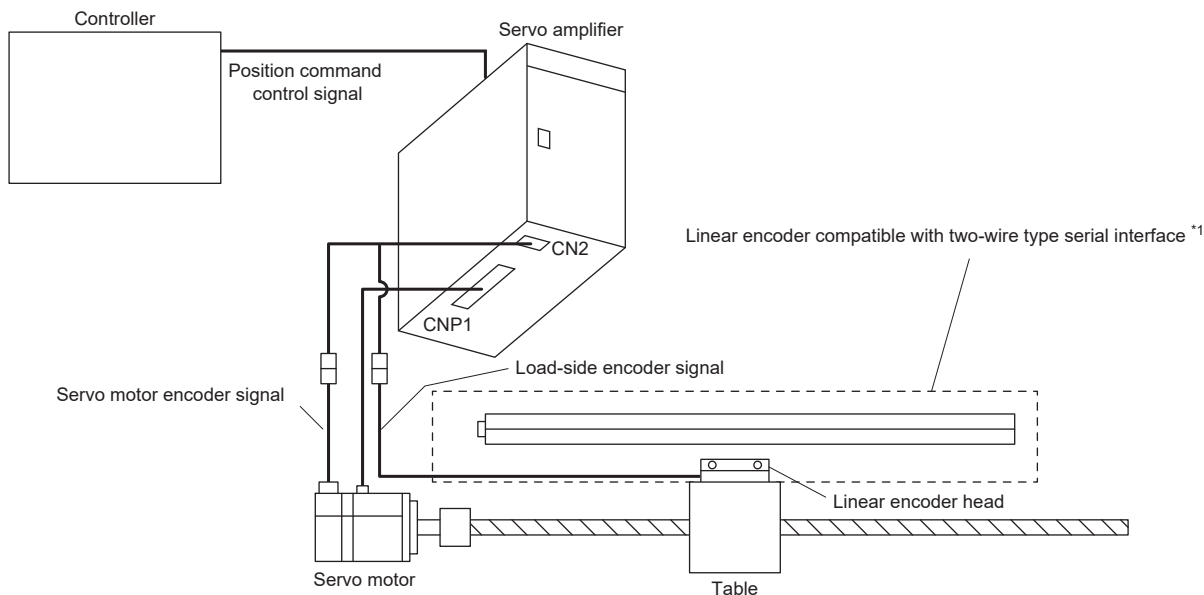 Controller
Servo amplifier
Position command
control signal
Linear encoder compatible with two-wire type serial interface *1
CN2
CNP1
Load-side encoder signal
Servo motor encoder signal
Linear encoder head
Servo motor
Table